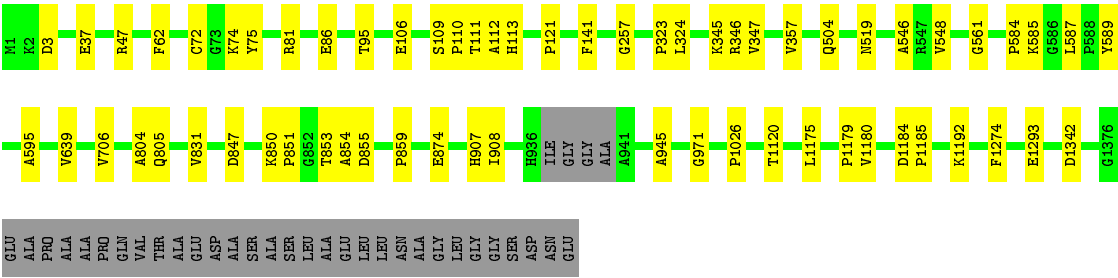 M1 K2 D3 E37 R47 F62 C72 G73 K74 Y75 R81 E86 T95 E106 S109 P110 T111 A112 H113 P121 F141 G257 P323 L324 K345 R346 V347 V357 Q504 N519 A546 R547 V548 G561 P584 K585 G586 L587 P588 Y589
A595 V639 V706 A804 Q805 V831 D847 K850 P851 G852 T853 A854 D855 P859 E874 H907 I908 H936 ILE GLY GLY ALA A941 A945 G971 P1026 T1120 L1175 P1179 V1180 D1184 P1185 K1192 F1274 E1293 D1342 G1376
GLU ALA PRO ALA ALA PRO GLN VAL THR ALA GLU ASP ALA SER ALA SER LEU ALA GLU LEU LEU ASN ALA GLY LEU GLY GLY SER ASP ASN GLU